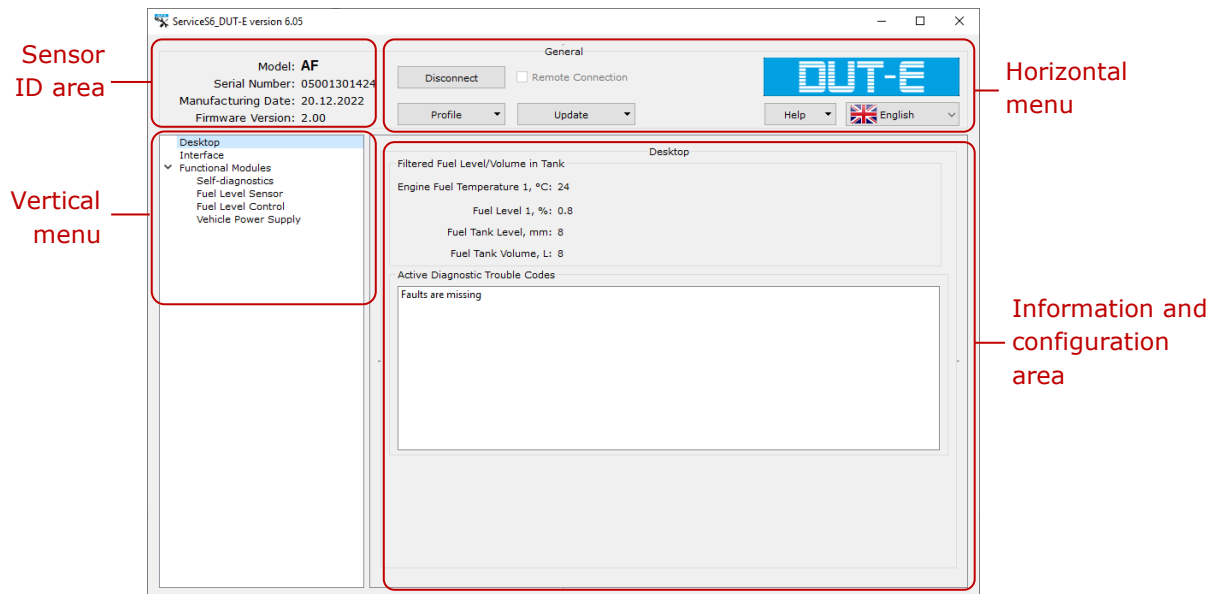 ServiceS6_DUT-E version 6.05
Sensor
ID area
Model: AF
Serial Number: 05001301424
Manufacturing Date: 20.12.2022
Firmware Version: 2.00
General
Disconnect
Remote Connection
DUT-E
Profile
Update
Help
English
Horizontal
menu
Vertical
menu
Desktop
Interface
Functional Modules
Self-diagnostics
Fuel Level Sensor
Fuel Level Control
Vehicle Power Supply
Desktop
Filtered Fuel Level/Volume in Tank
Engine Fuel Temperature 1, °C: 24
Fuel Level 1, %: 0.8
Fuel Tank Level, mm: 8
Fuel Tank Volume, L: 8
Active Diagnostic Trouble Codes
Faults are missing
Information and
configuration
area